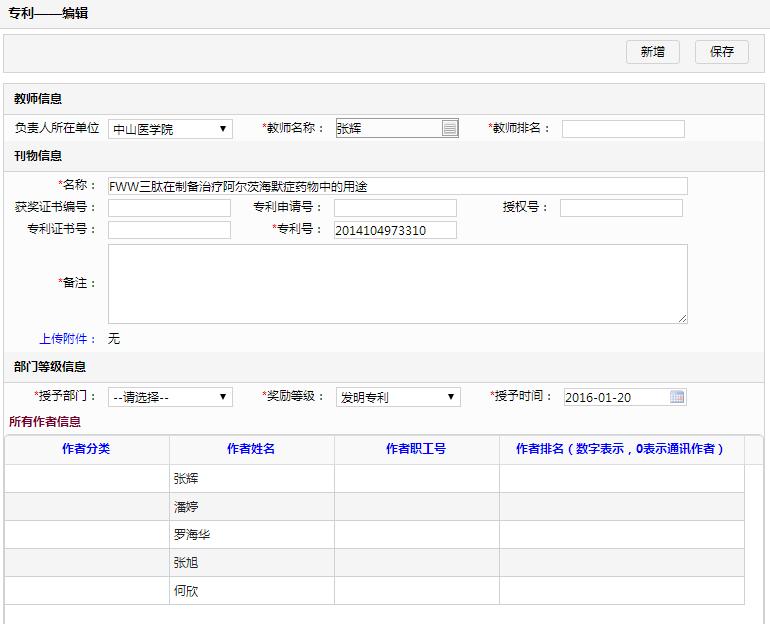 专利——编辑
新增 保存
教师信息
负责人所在单位 中山医学院 *教师名称： 张辉 *教师排名：
刊物信息
*名称： FWW三肽在制备治疗阿尔茨海默症药物中的用途
获奖证书编号： 专利申请号： 授权号：
专利证书号： *专利号： 2014104973310
*备注：
上传附件： 无
部门等级信息
*授予部门： --请选择-- *奖励等级： 发明专利 *授予时间： 2016-01-20
所有作者信息
作者分类 作者姓名 作者职工号 作者排名（数字表示，0表示通讯作者）
张辉
潘婷
罗海华
张旭
何欣